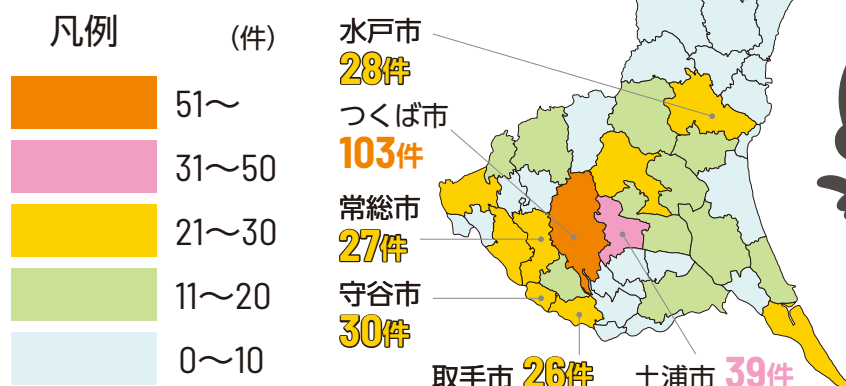 凡例 (件)
51〜
31〜50
21〜30
11〜20
0〜10
水戸市
28件
つくば市
103件
常総市
27件
守谷市
30件
取手市 26件
土浦市 39件